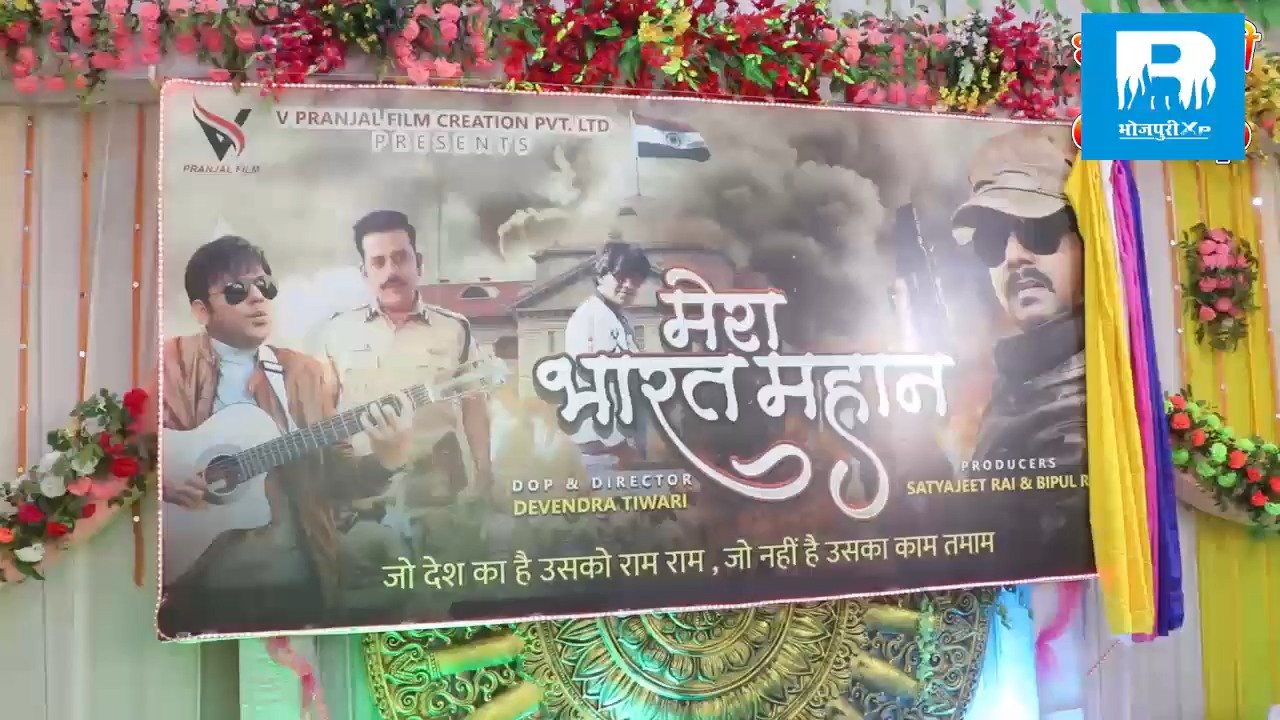 V PRANJAL FILM CREATION PVT. LTD
PRESENTS
PRANJAL FILM
मेरा
भारत महान
DOP & DIRECTOR
DEVENDRA TIWARI
PRODUCERS
SATYAJEET RAI & BIPUL
जो देश का है उसको राम राम , जो नहीं है उसका काम तमाम
R
भोजपुरी XP